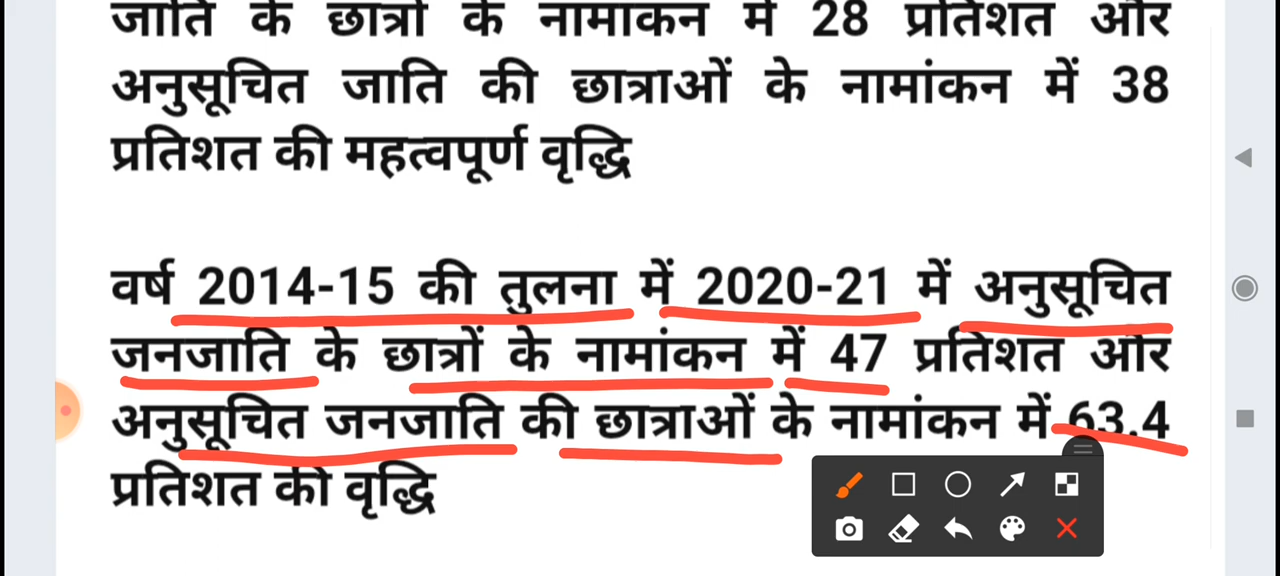 जाति के छात्रों के नामांकन में 28 प्रतिशत और
अनुसूचित जाति की छात्राओं के नामांकन में 38
प्रतिशत की महत्वपूर्ण वृद्धि
वर्ष 2014-15 की तुलना में 2020-21 में अनुसूचित
जनजाति के छात्रों के नामांकन में 47 प्रतिशत और
अनुसूचित जनजाति की छात्राओं के नामांकन में 63.4
प्रतिशत की वृद्धि